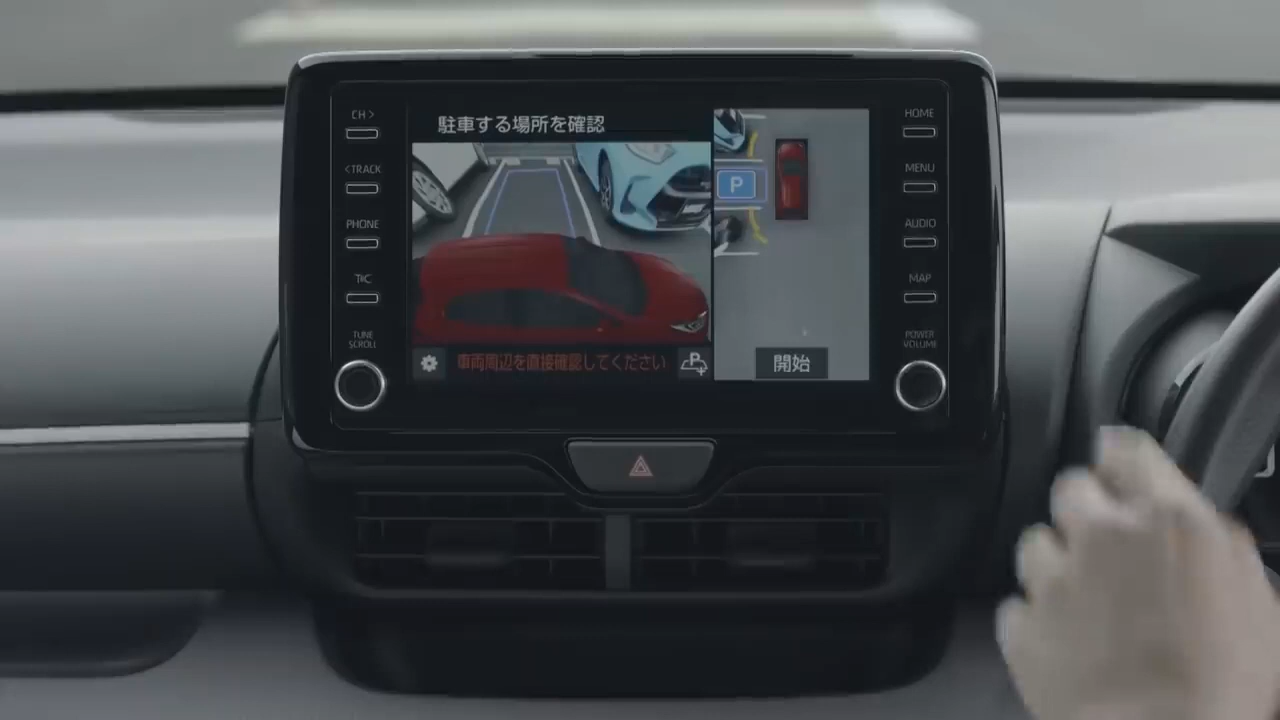 CH >
<TRACK
PHONE
T&C
TUNE
SCROLL
駐車する場所を確認
P
車両周辺を直接確認してください
P
開始
HOME
MENU
AUDIO
MAP
POWER
VOLUME